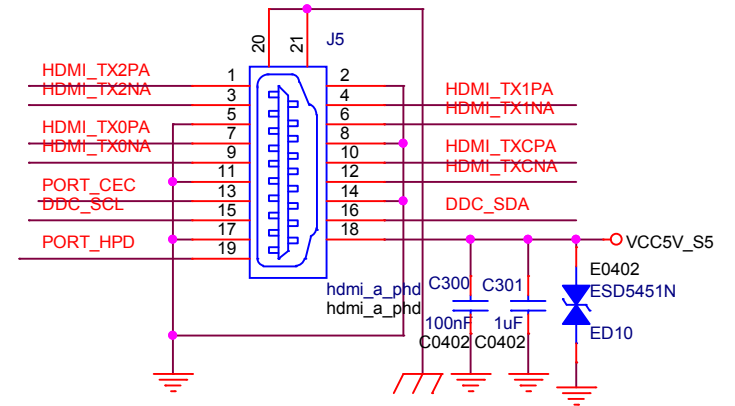 20
21
J5
HDMI_TX2PA
1
2
HDMI_TX2NA
3
4
HDMI_TX1PA
5
6
HDMI_TX1NA
HDMI_TX0PA
7
8
HDMI_TX0NA
9
10
HDMI_TXCPA
11
12
HDMI_TXCNA
PORT_CEC
13
14
DDC_SCL
15
16
DDC_SDA
17
18
PORT_HPD
19
VCC5V_S5
hdmi_a_phd
hdmi_a_phd
C300
100nF
C0402
C301
1uF
C0402
E0402
ESD5451N
ED10